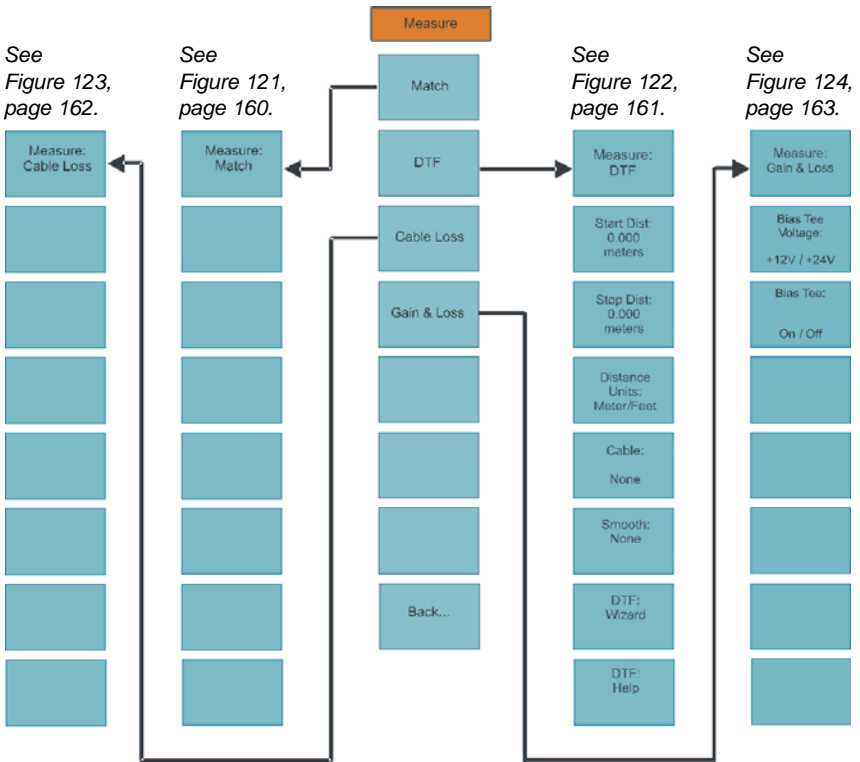 Measure
See
Figure 123,
page 162.
See
Figure 121,
page 160.
See
Figure 122,
page 161.
See
Figure 124,
page 163.
Measure:
Cable Loss
Measure:
Match
Match
DTF
Cable Loss
Gain & Loss
Back...
Measure:
DTF
Start Dist:
0.000
meters
Stop Dist:
0.000
meters
Distance
Units:
Meter/Feet
Cable:
None
Smooth:
None
DTF:
Wizard
DTF:
Help
Measure:
Gain & Loss
Bias Tee
Voltage:
+12V / +24V
Bias Tee:
On / Off